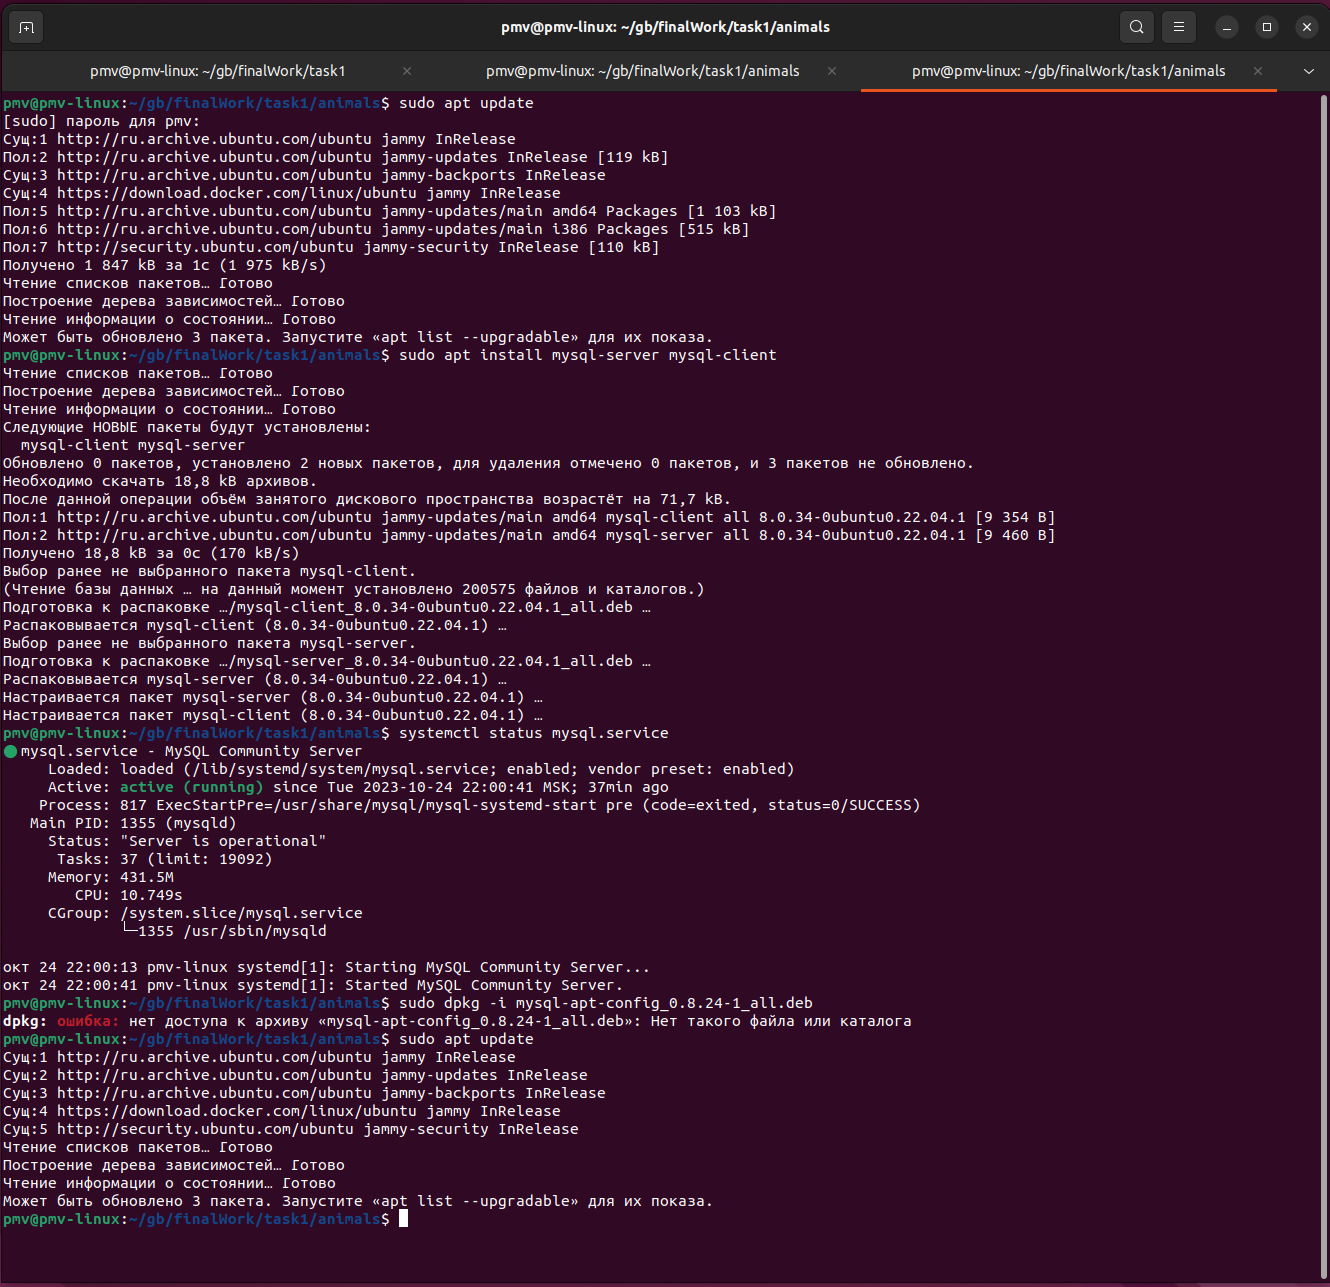 pmv@pmv-linux: ~/gb/finalWork/task1/animals
pmv@pmv-linux: ~/gb/finalWork/task1 pmv@pmv-linux: ~/gb/finalWork/task1/animals pmv@pmv-linux: ~/gb/finalWork/task1/animals
pmv@pmv-linux:~/gb/finalWork/task1/animals$ sudo apt update
[sudo] пароль для pmv:
Сущ:1 http://ru.archive.ubuntu.com/ubuntu jammy InRelease
Пол:2 http://ru.archive.ubuntu.com/ubuntu jammy-updates InRelease [119 kB]
Сущ:3 http://ru.archive.ubuntu.com/ubuntu jammy-backports InRelease
Сущ:4 https://download.docker.com/linux/ubuntu jammy InRelease
Пол:5 http://ru.archive.ubuntu.com/ubuntu jammy-updates/main amd64 Packages [1 103 kB]
Пол:6 http://ru.archive.ubuntu.com/ubuntu jammy-updates/main i386 Packages [515 kB]
Пол:7 http://security.ubuntu.com/ubuntu jammy-security InRelease [110 kB]
Получено 1 847 kB за 1с (1 975 kB/s)
Чтение списков пакетов… Готово
Построение дерева зависимостей… Готово
Чтение информации о состоянии… Готово
Может быть обновлено 3 пакета. Запустите «apt list --upgradable» для их показа.
pmv@pmv-linux:~/gb/finalWork/task1/animals$ sudo apt install mysql-server mysql-client
Чтение списков пакетов… Готово
Построение дерева зависимостей… Готово
Чтение информации о состоянии… Готово
Следующие НОВЫЕ пакеты будут установлены:
  mysql-client mysql-server
Обновлено 0 пакетов, установлено 2 новых пакетов, для удаления отмечено 0 пакетов, и 3 пакетов не обновлено.
Необходимо скачать 18,8 kB архивов.
После данной операции объём занятого дискового пространства возрастёт на 71,7 kB.
Пол:1 http://ru.archive.ubuntu.com/ubuntu jammy-updates/main amd64 mysql-client all 8.0.34-0ubuntu0.22.04.1 [9 354 B]
Пол:2 http://ru.archive.ubuntu.com/ubuntu jammy-updates/main amd64 mysql-server all 8.0.34-0ubuntu0.22.04.1 [9 460 B]
Получено 18,8 kB за 0с (170 kB/s)
Выбор ранее не выбранного пакета mysql-client.
(Чтение базы данных … на данный момент установлено 200575 файлов и каталогов.)
Подготовка к распаковке …/mysql-client_8.0.34-0ubuntu0.22.04.1_all.deb …
Распаковывается mysql-client (8.0.34-0ubuntu0.22.04.1) …
Выбор ранее не выбранного пакета mysql-server.
Подготовка к распаковке …/mysql-server_8.0.34-0ubuntu0.22.04.1_all.deb …
Распаковывается mysql-server (8.0.34-0ubuntu0.22.04.1) …
Настраивается пакет mysql-server (8.0.34-0ubuntu0.22.04.1) …
Настраивается пакет mysql-client (8.0.34-0ubuntu0.22.04.1) …
pmv@pmv-linux:~/gb/finalWork/task1/animals$ systemctl status mysql.service
● mysql.service - MySQL Community Server
     Loaded: loaded (/lib/systemd/system/mysql.service; enabled; vendor preset: enabled)
     Active: active (running) since Tue 2023-10-24 22:00:41 MSK; 37min ago
    Process: 817 ExecStartPre=/usr/share/mysql/mysql-systemd-start pre (code=exited, status=0/SUCCESS)
   Main PID: 1355 (mysqld)
     Status: "Server is operational"
      Tasks: 37 (limit: 19092)
     Memory: 431.5M
        CPU: 10.749s
     CGroup: /system.slice/mysql.service
             └─1355 /usr/sbin/mysqld
окт 24 22:00:13 pmv-linux systemd[1]: Starting MySQL Community Server...
окт 24 22:00:41 pmv-linux systemd[1]: Started MySQL Community Server.
pmv@pmv-linux:~/gb/finalWork/task1/animals$ sudo dpkg -i mysql-apt-config_0.8.24-1_all.deb
dpkg: ошибка: нет доступа к архиву «mysql-apt-config_0.8.24-1_all.deb»: Нет такого файла или каталога
pmv@pmv-linux:~/gb/finalWork/task1/animals$ sudo apt update
Сущ:1 http://ru.archive.ubuntu.com/ubuntu jammy InRelease
Сущ:2 http://ru.archive.ubuntu.com/ubuntu jammy-updates InRelease
Сущ:3 http://ru.archive.ubuntu.com/ubuntu jammy-backports InRelease
Сущ:4 https://download.docker.com/linux/ubuntu jammy InRelease
Сущ:5 http://security.ubuntu.com/ubuntu jammy-security InRelease
Чтение списков пакетов… Готово
Построение дерева зависимостей… Готово
Чтение информации о состоянии… Готово
Может быть обновлено 3 пакета. Запустите «apt list --upgradable» для их показа.
pmv@pmv-linux:~/gb/finalWork/task1/animals$